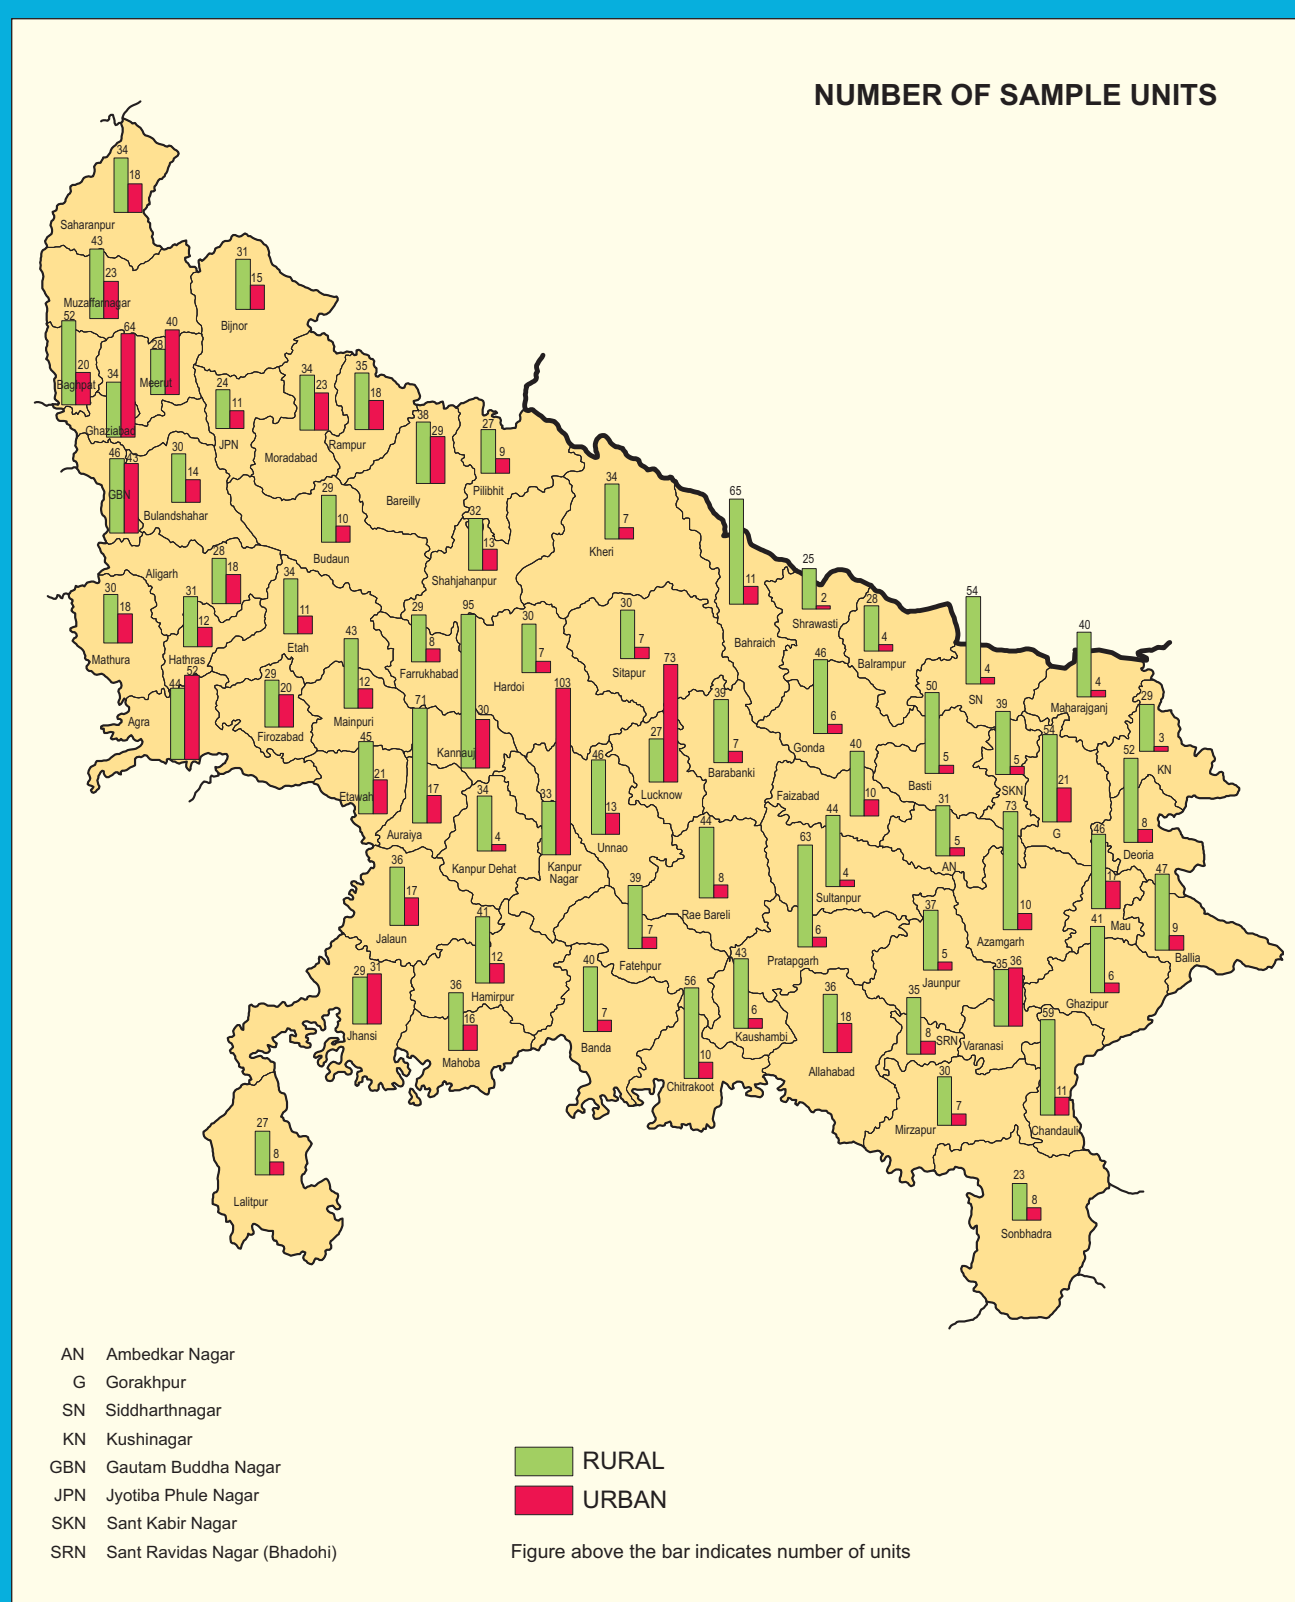 NUMBER OF SAMPLE UNITS
34
18
Saharanpur
43
23
Muzaffarnagar
31
15
Bijnor
52
20
Baghpat
34
64
Ghaziabad
28
40
Meerut
24
11
JPN
34
23
Moradabad
35
18
Rampur
38
29
Bareilly
27
9
Pilibhit
46
43
GBN
30
14
Bulandshahar
29
10
Budaun
32
13
Shahjahanpur
34
7
Kheri
65
11
Bahraich
25
2
Shrawasti
28
4
Balrampur
54
4
SN
40
4
Maharajganj
29
3
KN
28
18
Aligarh
30
18
Mathura
31
12
Hathras
34
11
Etah
29
8
Farrukhabad
95
30
Kannauj
30
7
Hardoi
30
7
Sitapur
44
52
Agra
29
20
Firozabad
43
12
Mainpuri
45
21
Etawah
71
17
Auraiya
34
4
Kanpur Dehat
33
103
Kanpur
Nagar
46
13
Unnao
27
73
Lucknow
39
7
Barabanki
46
6
Gonda
40
10
Faizabad
50
5
Basti
39
5
SKN
54
21
G
52
8
Deoria
31
5
AN
44
4
Sultanpur
44
8
Rae Bareli
63
6
Pratapgarh
73
10
Azamgarh
46
17
Mau
47
9
Ballia
41
6
Ghazipur
37
5
Jaunpur
35
36
Varanasi
35
8
SRN
59
11
Chandauli
36
17
Jalaun
41
12
Hamirpur
39
7
Fatehpur
43
6
Kaushambi
36
18
Allahabad
29
31
Jhansi
36
16
Mahoba
40
7
Banda
56
10
Chitrakoot
30
7
Mirzapur
23
8
Sonbhadra
27
8
Lalitpur
AN Ambedkar Nagar
G Gorakhpur
SN Siddharthnagar
KN Kushinagar
GBN Gautam Buddha Nagar
JPN Jyotiba Phule Nagar
SKN Sant Kabir Nagar
SRN Sant Ravidas Nagar (Bhadohi)
RURAL
URBAN
Figure above the bar indicates number of units